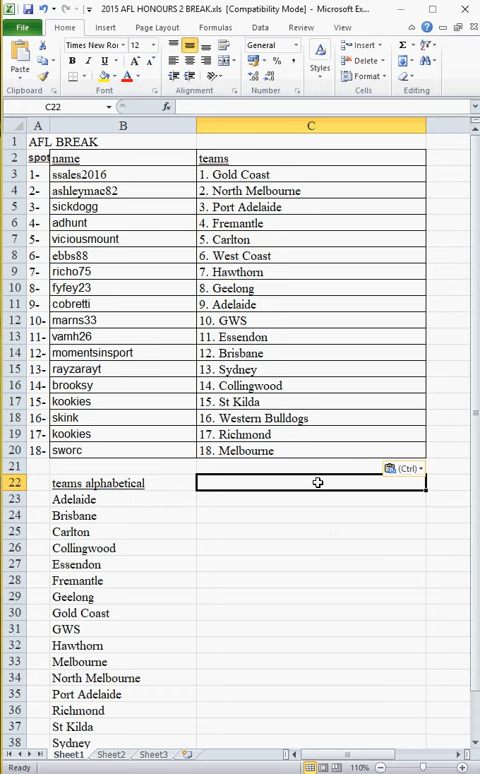 2015 AFL HONOURS 2 BREAK.xls [Compatibility Mode] - Microsoft Ex...
File Home Insert Page Layout Formulas Data Review View
Paste
Times New Ro 12
B I U
General
Styles
Insert
Delete
Format
Clipboard Font Alignment Number Cells Editing
C22 fx
A B C
1 AFL BREAK
2 spot name teams
3 1- ssales2016 1. Gold Coast
4 2- ashleymac82 2. North Melbourne
5 3- sickdogg 3. Port Adelaide
6 4- adhunt 4. Fremantle
7 5- viciousmount 5. Carlton
8 6- ebbs88 6. West Coast
9 7- richo75 7. Hawthorn
10 8- fyfey23 8. Geelong
11 9- cobretti 9. Adelaide
12 10- marns33 10. GWS
13 11- vamh26 11. Essendon
14 12- momentsinsport 12. Brisbane
15 13- rayzarayt 13. Sydney
16 14- brooksy 14. Collingwood
17 15- kookies 15. St Kilda
18 16- skink 16. Western Bulldogs
19 17- kookies 17. Richmond
20 18- sworc 18. Melbourne
21 (Ctrl)
22 teams alphabetical
23 Adelaide
24 Brisbane
25 Carlton
26 Collingwood
27 Essendon
28 Fremantle
29 Geelong
30 Gold Coast
31 GWS
32 Hawthorn
33 Melbourne
34 North Melbourne
35 Port Adelaide
36 Richmond
37 St Kilda
38 Sydney
Sheet1 Sheet2 Sheet3
Ready 110%